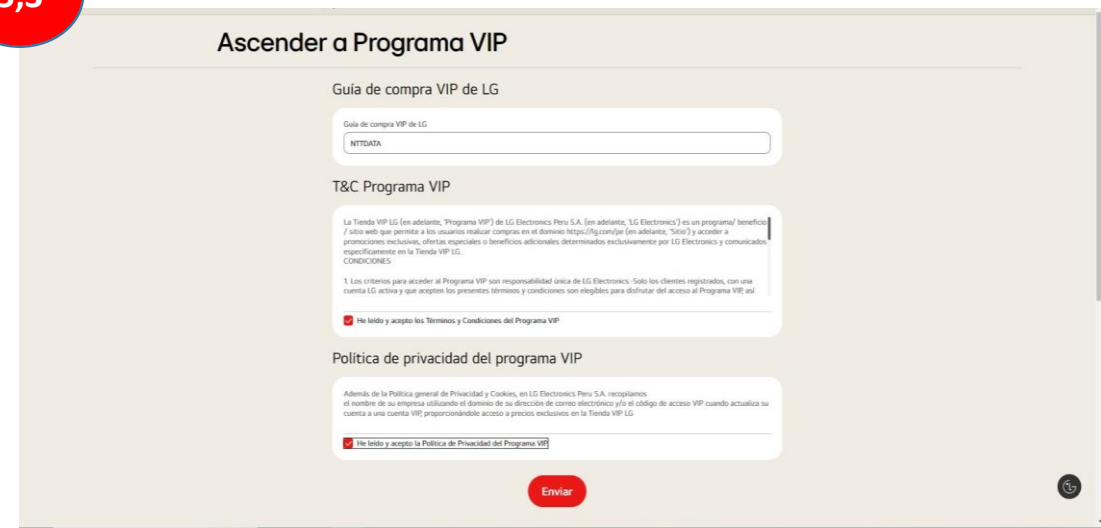 Ascender a Programa VIP
Guía de compra VIP de LG
Guía de compra VIP de LG
NTTDATA
T&C Programa VIP
La Tienda VIP LG (en adelante, 'Programa VIP') de LG Electronics Peru S.A. (en adelante, 'LG Electronics') es un programa/ beneficio
/ sitio web que permite a los usuarios realizar compras en el dominio https://lg.com/pe (en adelante, 'Sitio') y acceder a
promociones exclusivas, ofertas especiales o beneficios adicionales determinados exclusivamente por LG Electronics y comunicados
específicamente en la Tienda VIP LG.
CONDICIONES
1. Los criterios para acceder al Programa VIP son responsabilidad única de LG Electronics.-Solo los clientes registrados, con una
cuenta LG activa y que acepten los presentes términos y condiciones son elegibles para disfrutar del acceso al Programa VIP, así
He leído y acepto los Términos y Condiciones del Programa VIP
Política de privacidad del programa VIP
Además de la Política general de Privacidad y Cookies, en LG Electronics Peru S.A. recopilamos
el nombre de su empresa utilizando el dominio de su dirección de correo electrónico y/o el código de acceso VIP cuando actualiza su
cuenta a una cuenta VIP, proporcionándole acceso a precios exclusivos en la Tienda VIP LG
He leído y acepto la Política de Privacidad del Programa VIP
Enviar